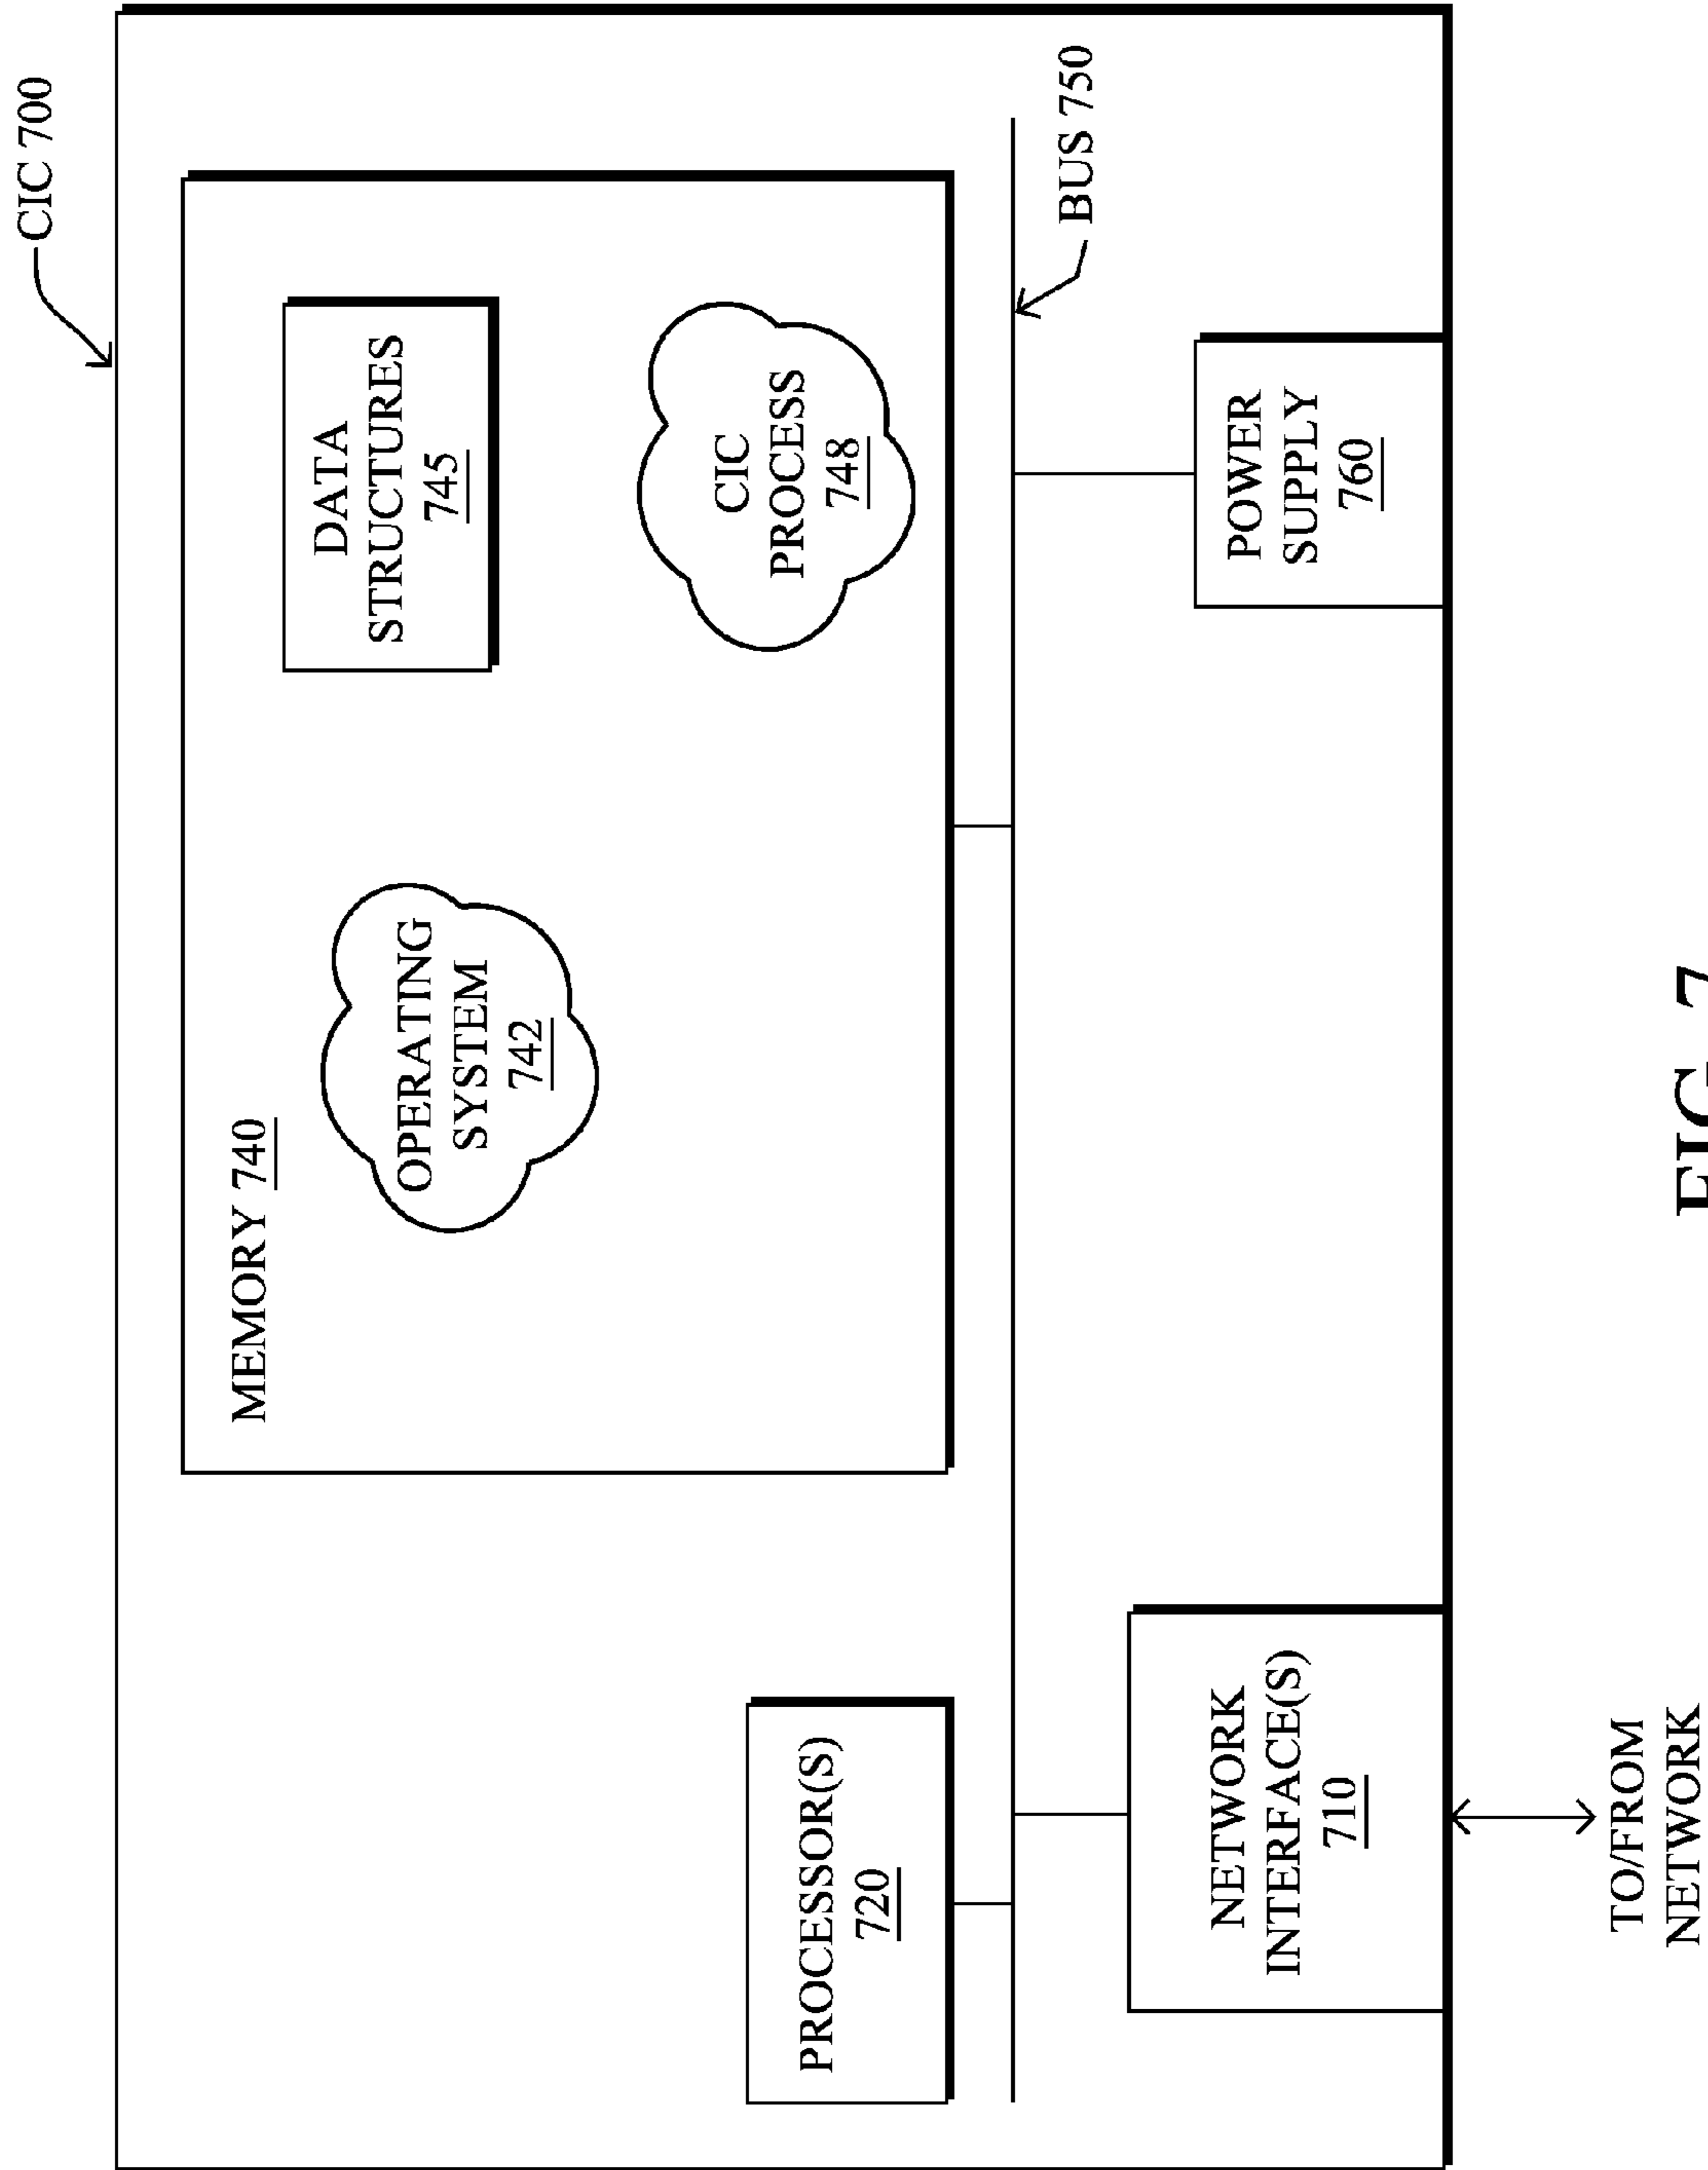 CIC 700
MEMORY 740
OPERATING
SYSTEM
742
DATA
STRUCTURES
745
CIC
PROCESS
748
PROCESSOR(S)
720
BUS 750
NETWORK
INTERFACE(S)
710
POWER
SUPPLY
760
TO/FROM
NETWORK
FIG. 7